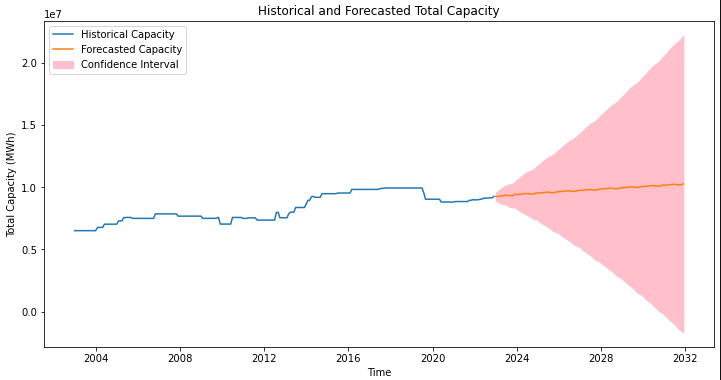 Historical and Forecasted Total Capacity
1e7
Historical Capacity
Forecasted Capacity
Confidence Interval
2.0
1.5
1.0
0.5
0.0
Total Capacity (MWh)
2004 2008 2012 2016 2020 2024 2028 2032
Time